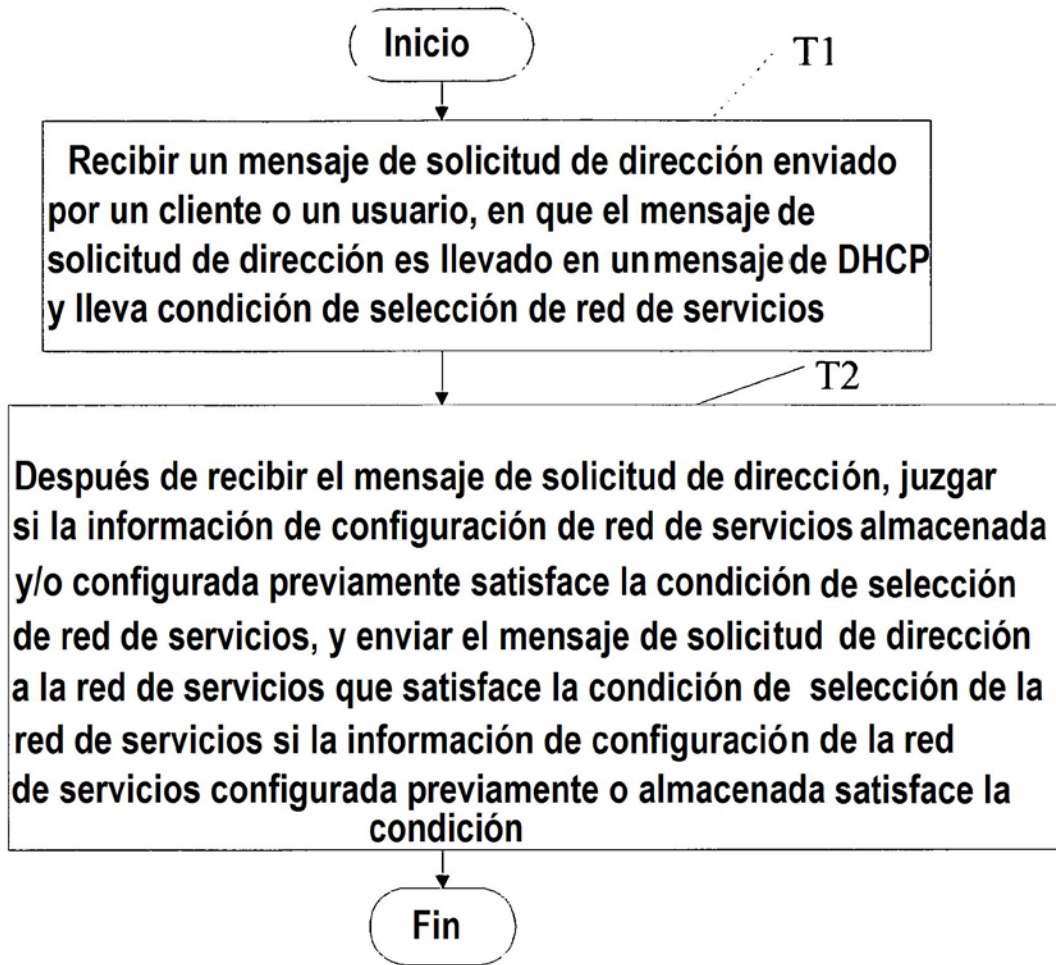 Inicio
T1
Recibir un mensaje de solicitud de dirección enviado
por un cliente o un usuario, en que el mensaje de
solicitud de dirección es llevado en un mensaje de DHCP
y lleva condición de selección de red de servicios
T2
Después de recibir el mensaje de solicitud de dirección, juzgar
si la información de configuración de red de servicios almacenada
y/o configurada previamente satisface la condición de selección
de red de servicios, y enviar el mensaje de solicitud de dirección
a la red de servicios que satisface la condición de selección de la
red de servicios si la información de configuración de la red
de servicios configurada previamente o almacenada satisface la
condición
Fin